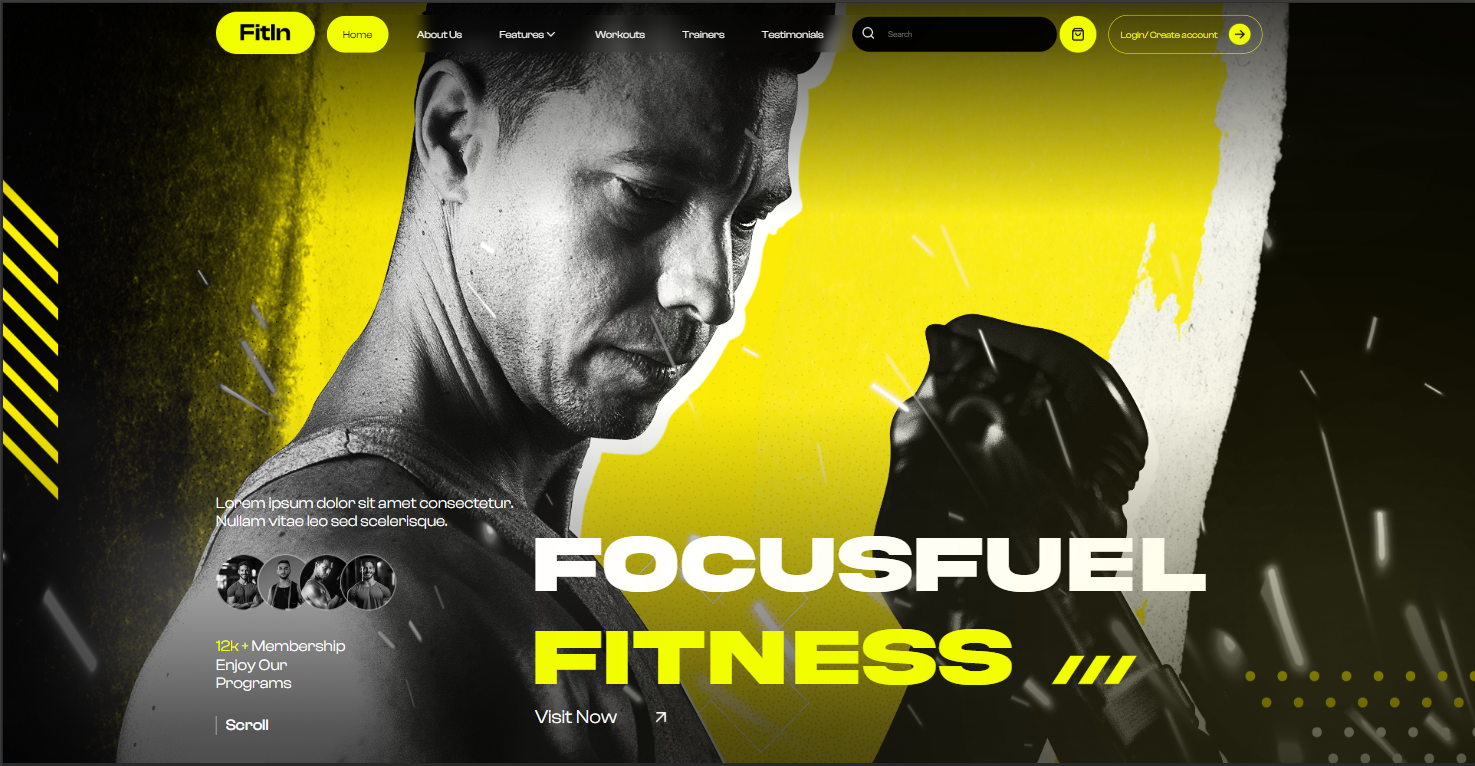 FitIn
Home
About Us
Features
Workouts
Trainers
Testimonials
Search
Login/ Create account
Lorem ipsum dolor sit amet consectetur.
Nullam vitae leo sed scelerisque.
12k + Membership
Enjoy Our
Programs
Scroll
FOCUSFUEL
FITNESS
Visit Now